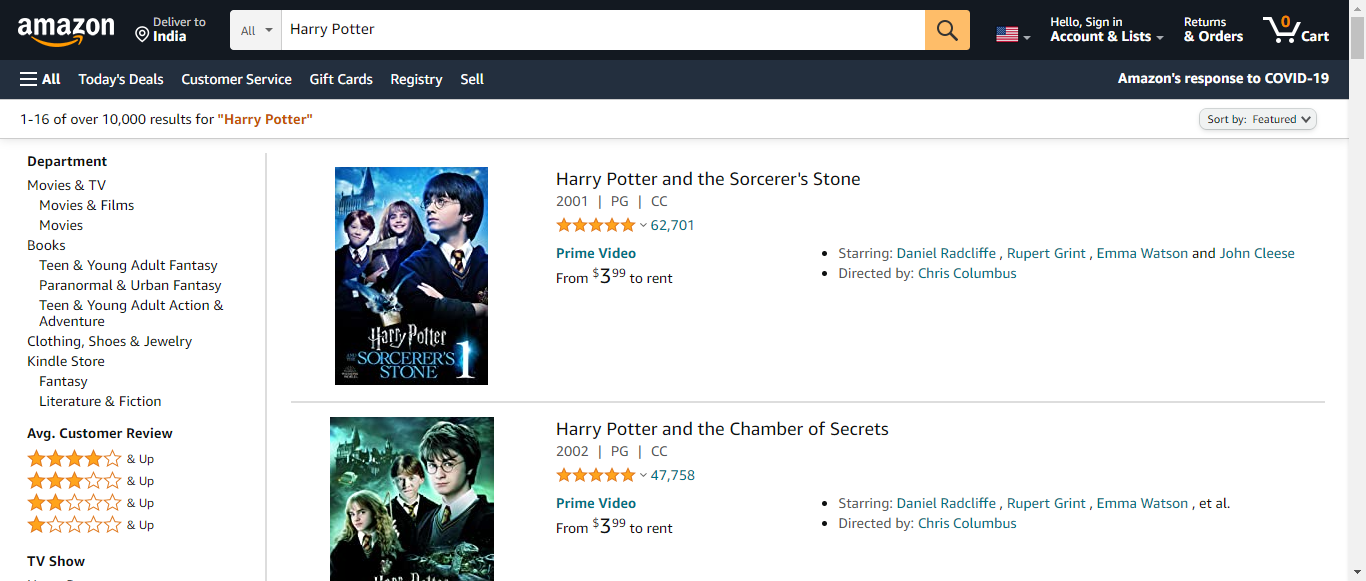 amazon
Deliver to
India
All
Harry Potter
Hello, Sign in
Account & Lists
Returns
& Orders
0
Cart
All
Today's Deals
Customer Service
Gift Cards
Registry
Sell
Amazon's response to COVID-19
1-16 of over 10,000 results for "Harry Potter"
Sort by: Featured
Department
Movies & TV
Movies & Films
Movies
Books
Teen & Young Adult Fantasy
Paranormal & Urban Fantasy
Teen & Young Adult Action &
Adventure
Clothing, Shoes & Jewelry
Kindle Store
Fantasy
Literature & Fiction
Avg. Customer Review
& Up
& Up
& Up
& Up
TV Show
Harry Potter
AND THE
SORCERER'S
STONE
1
Harry Potter and the Sorcerer's Stone
2001 | PG | CC
62,701
Prime Video
From $3.99 to rent
Starring: Daniel Radcliffe , Rupert Grint , Emma Watson and John Cleese
Directed by: Chris Columbus
Harry Potter
Harry Potter and the Chamber of Secrets
2002 | PG | CC
47,758
Prime Video
From $3.99 to rent
Starring: Daniel Radcliffe , Rupert Grint , Emma Watson , et al.
Directed by: Chris Columbus